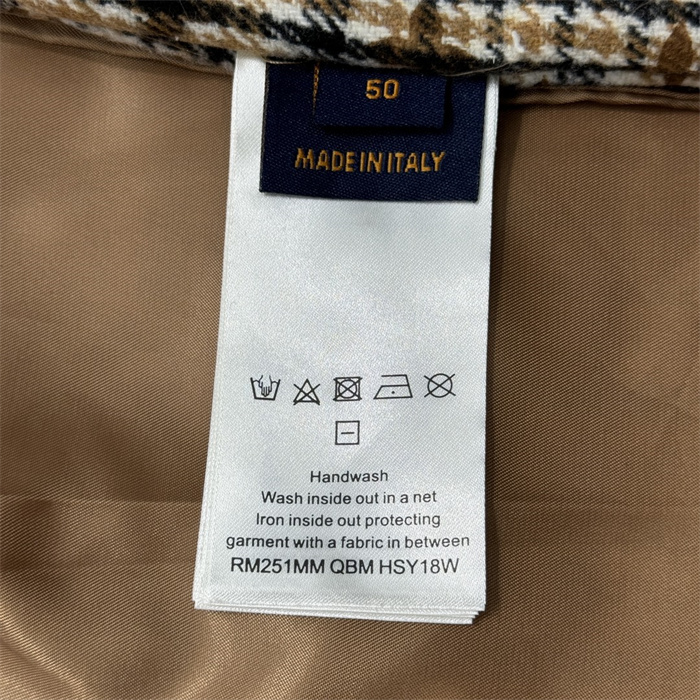 50
MADE IN ITALY
Handwash
Wash inside out in a net
Iron inside out protecting
garment with a fabric in between
RM251MM QBM HSY18W